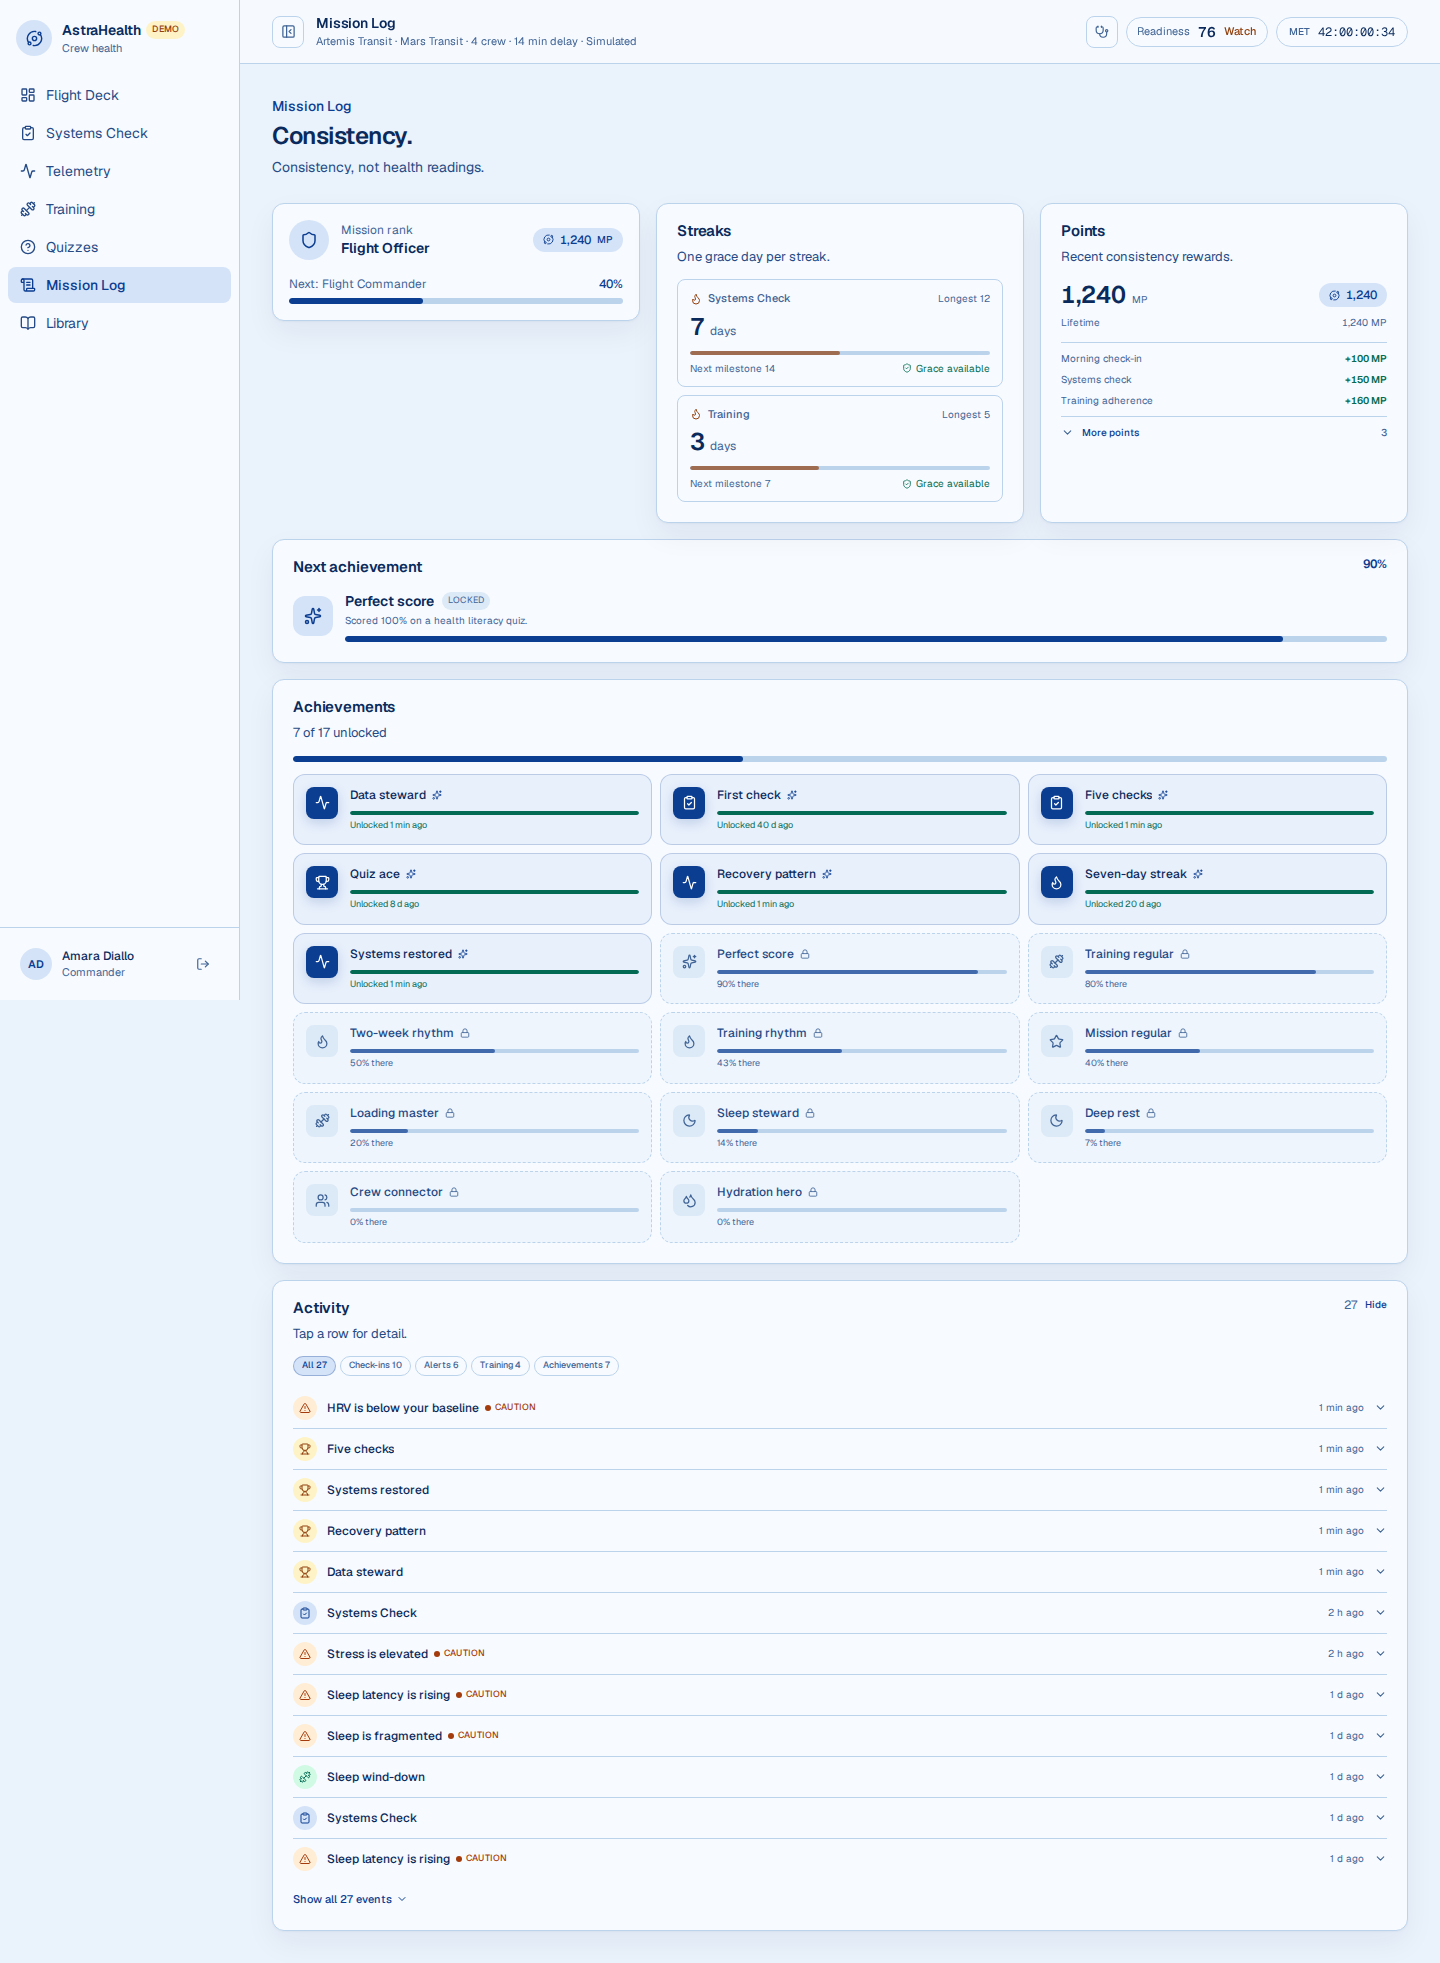 AstraHealth DEMO
Crew health
Flight Deck
Systems Check
Telemetry
Training
Quizzes
Mission Log
Library
AD
Amara Diallo
Commander
Mission Log
Artemis Transit · Mars Transit · 4 crew · 14 min delay · Simulated
Readiness 76 Watch
MET 42:00:00:34
Mission Log
Consistency.
Consistency, not health readings.
Mission rank
Flight Officer
1,240 MP
Next: Flight Commander 40%
Streaks
One grace day per streak.
Systems Check Longest 12
7 days
Next milestone 14 Grace available
Training Longest 5
3 days
Next milestone 7 Grace available
Points
Recent consistency rewards.
1,240 MP 1,240
Lifetime 1,240 MP
Morning check-in +100 MP
Systems check +150 MP
Training adherence +160 MP
More points 3
Next achievement 90%
Perfect score LOCKED
Scored 100% on a health literacy quiz.
Achievements
7 of 17 unlocked
Data steward
Unlocked 1 min ago
First check
Unlocked 40 d ago
Five checks
Unlocked 1 min ago
Quiz ace
Unlocked 8 d ago
Recovery pattern
Unlocked 1 min ago
Seven-day streak
Unlocked 20 d ago
Systems restored
Unlocked 1 min ago
Perfect score
90% there
Training regular
80% there
Two-week rhythm
50% there
Training rhythm
43% there
Mission regular
40% there
Loading master
20% there
Sleep steward
14% there
Deep rest
7% there
Crew connector
0% there
Hydration hero
0% there
Activity 27 Hide
Tap a row for detail.
All 27 Check-ins 10 Alerts 6 Training 4 Achievements 7
HRV is below your baseline CAUTION 1 min ago
Five checks 1 min ago
Systems restored 1 min ago
Recovery pattern 1 min ago
Data steward 1 min ago
Systems Check 2 h ago
Stress is elevated CAUTION 2 h ago
Sleep latency is rising CAUTION 1 d ago
Sleep is fragmented CAUTION 1 d ago
Sleep wind-down 1 d ago
Systems Check 1 d ago
Sleep latency is rising CAUTION 1 d ago
Show all 27 events